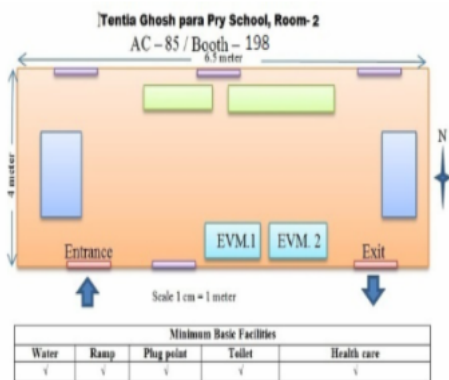 Tentia Ghosh para Pry School, Room- 2
AC – 85 / Booth – 198
6.5 meter
4 meter
N
EVM.1 EVM. 2
Entrance Exit
Scale 1 cm = 1 meter
Minimum Basic Facilities
Water Ramp Plug point Toilet Health care
√ √ √ √ √